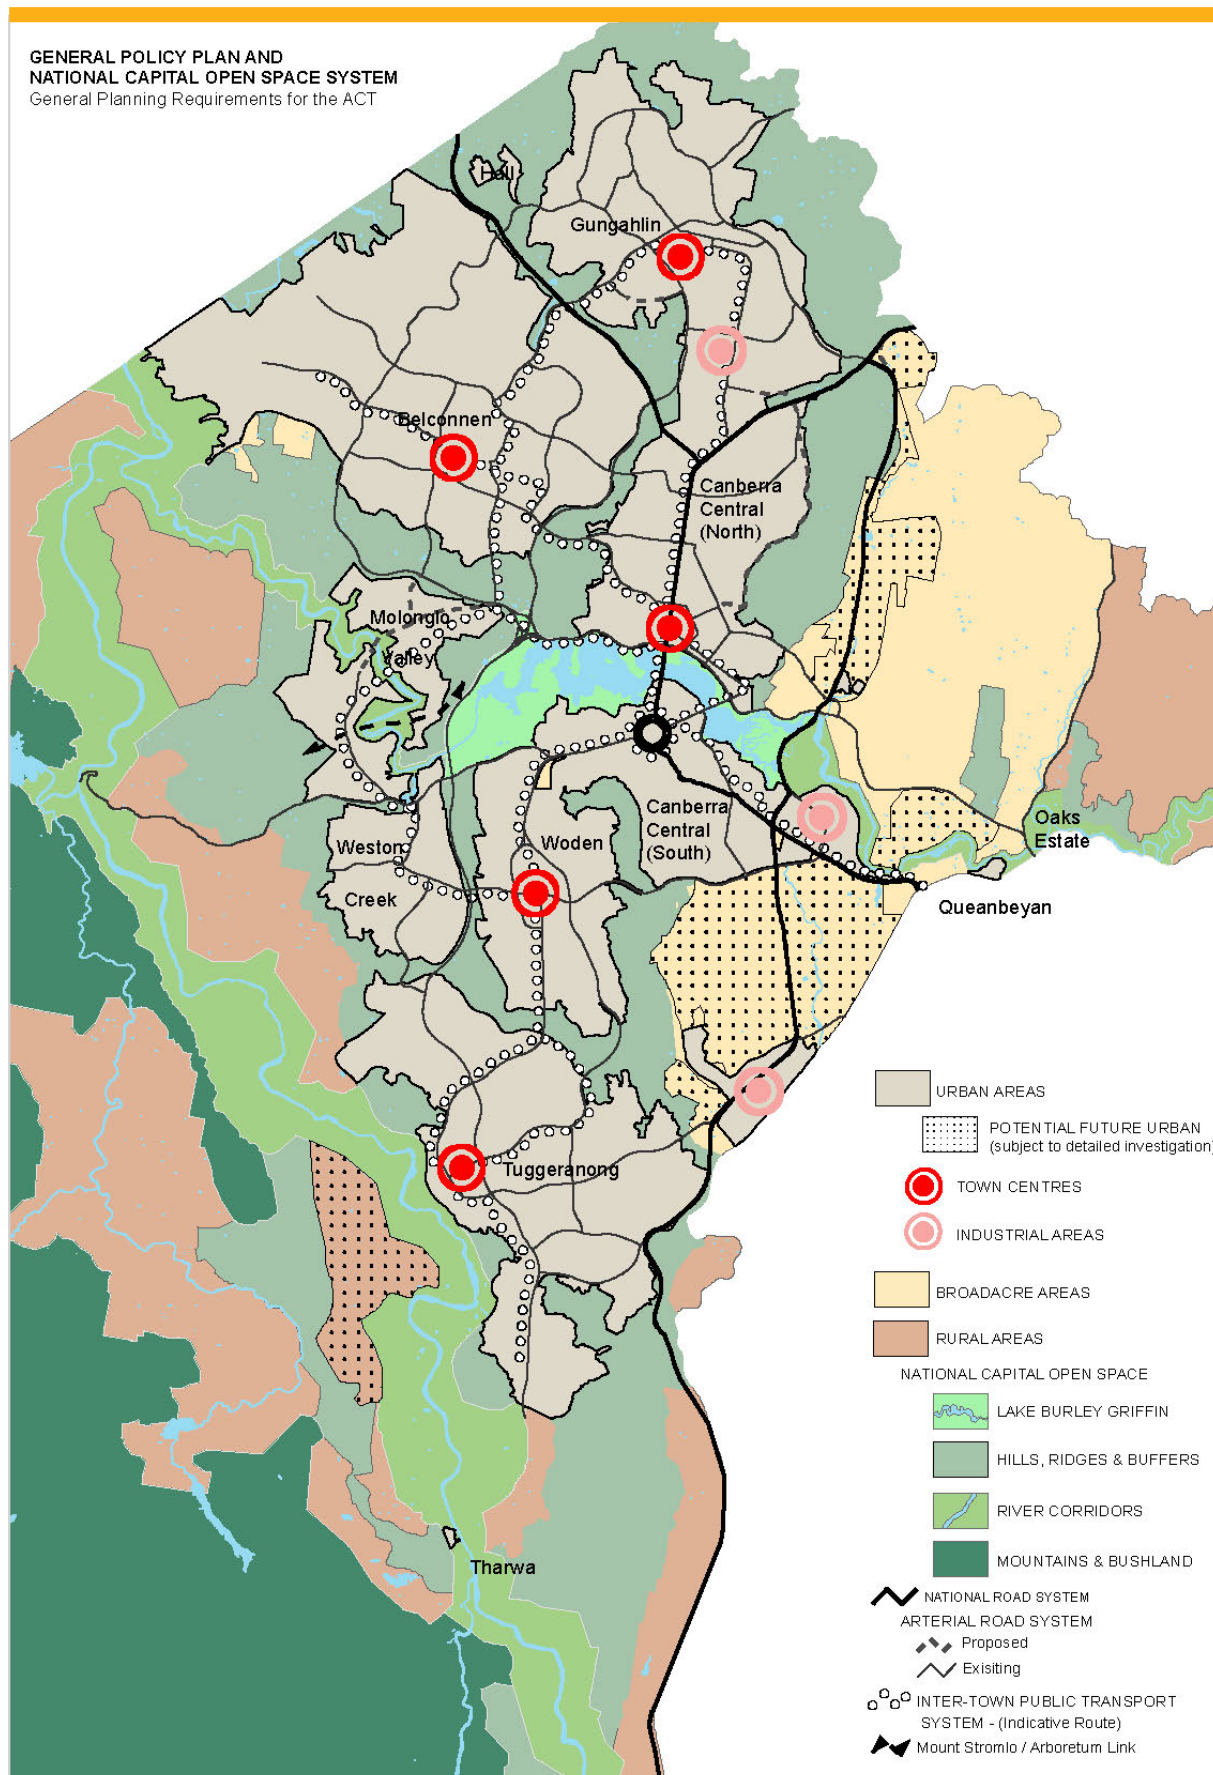 GENERAL POLICY PLAN AND
NATIONAL CAPITAL OPEN SPACE SYSTEM
General Planning Requirements for the ACT
Hall
Gungahlin
Belconnen
Canberra
Central
(North)
Molonglo
Valley
Canberra
Central
(South)
Woden
Weston
Creek
Oaks
Estate
Queanbeyan
Tuggeranong
Tharwa
URBAN AREAS
POTENTIAL FUTURE URBAN
(subject to detailed investigation)
TOWN CENTRES
INDUSTRIAL AREAS
BROADACRE AREAS
RURAL AREAS
NATIONAL CAPITAL OPEN SPACE
LAKE BURLEY GRIFFIN
HILLS, RIDGES & BUFFERS
RIVER CORRIDORS
MOUNTAINS & BUSHLAND
NATIONAL ROAD SYSTEM
ARTERIAL ROAD SYSTEM
Proposed
Exisiting
INTER-TOWN PUBLIC TRANSPORT
SYSTEM - (Indicative Route)
Mount Stromlo / Arboretum Link